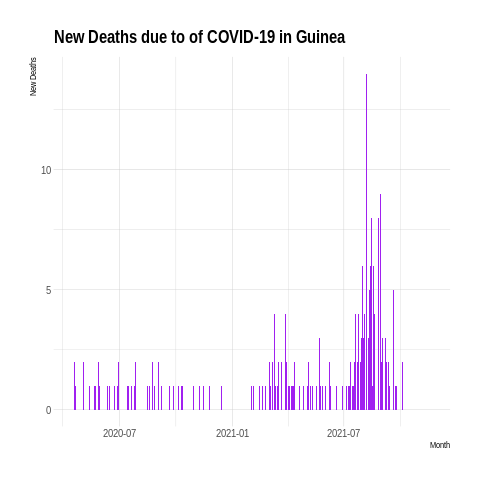 New Deaths due to of COVID-19 in Guinea
New Deaths
10
5
0
2020-07
2021-01
2021-07
Month